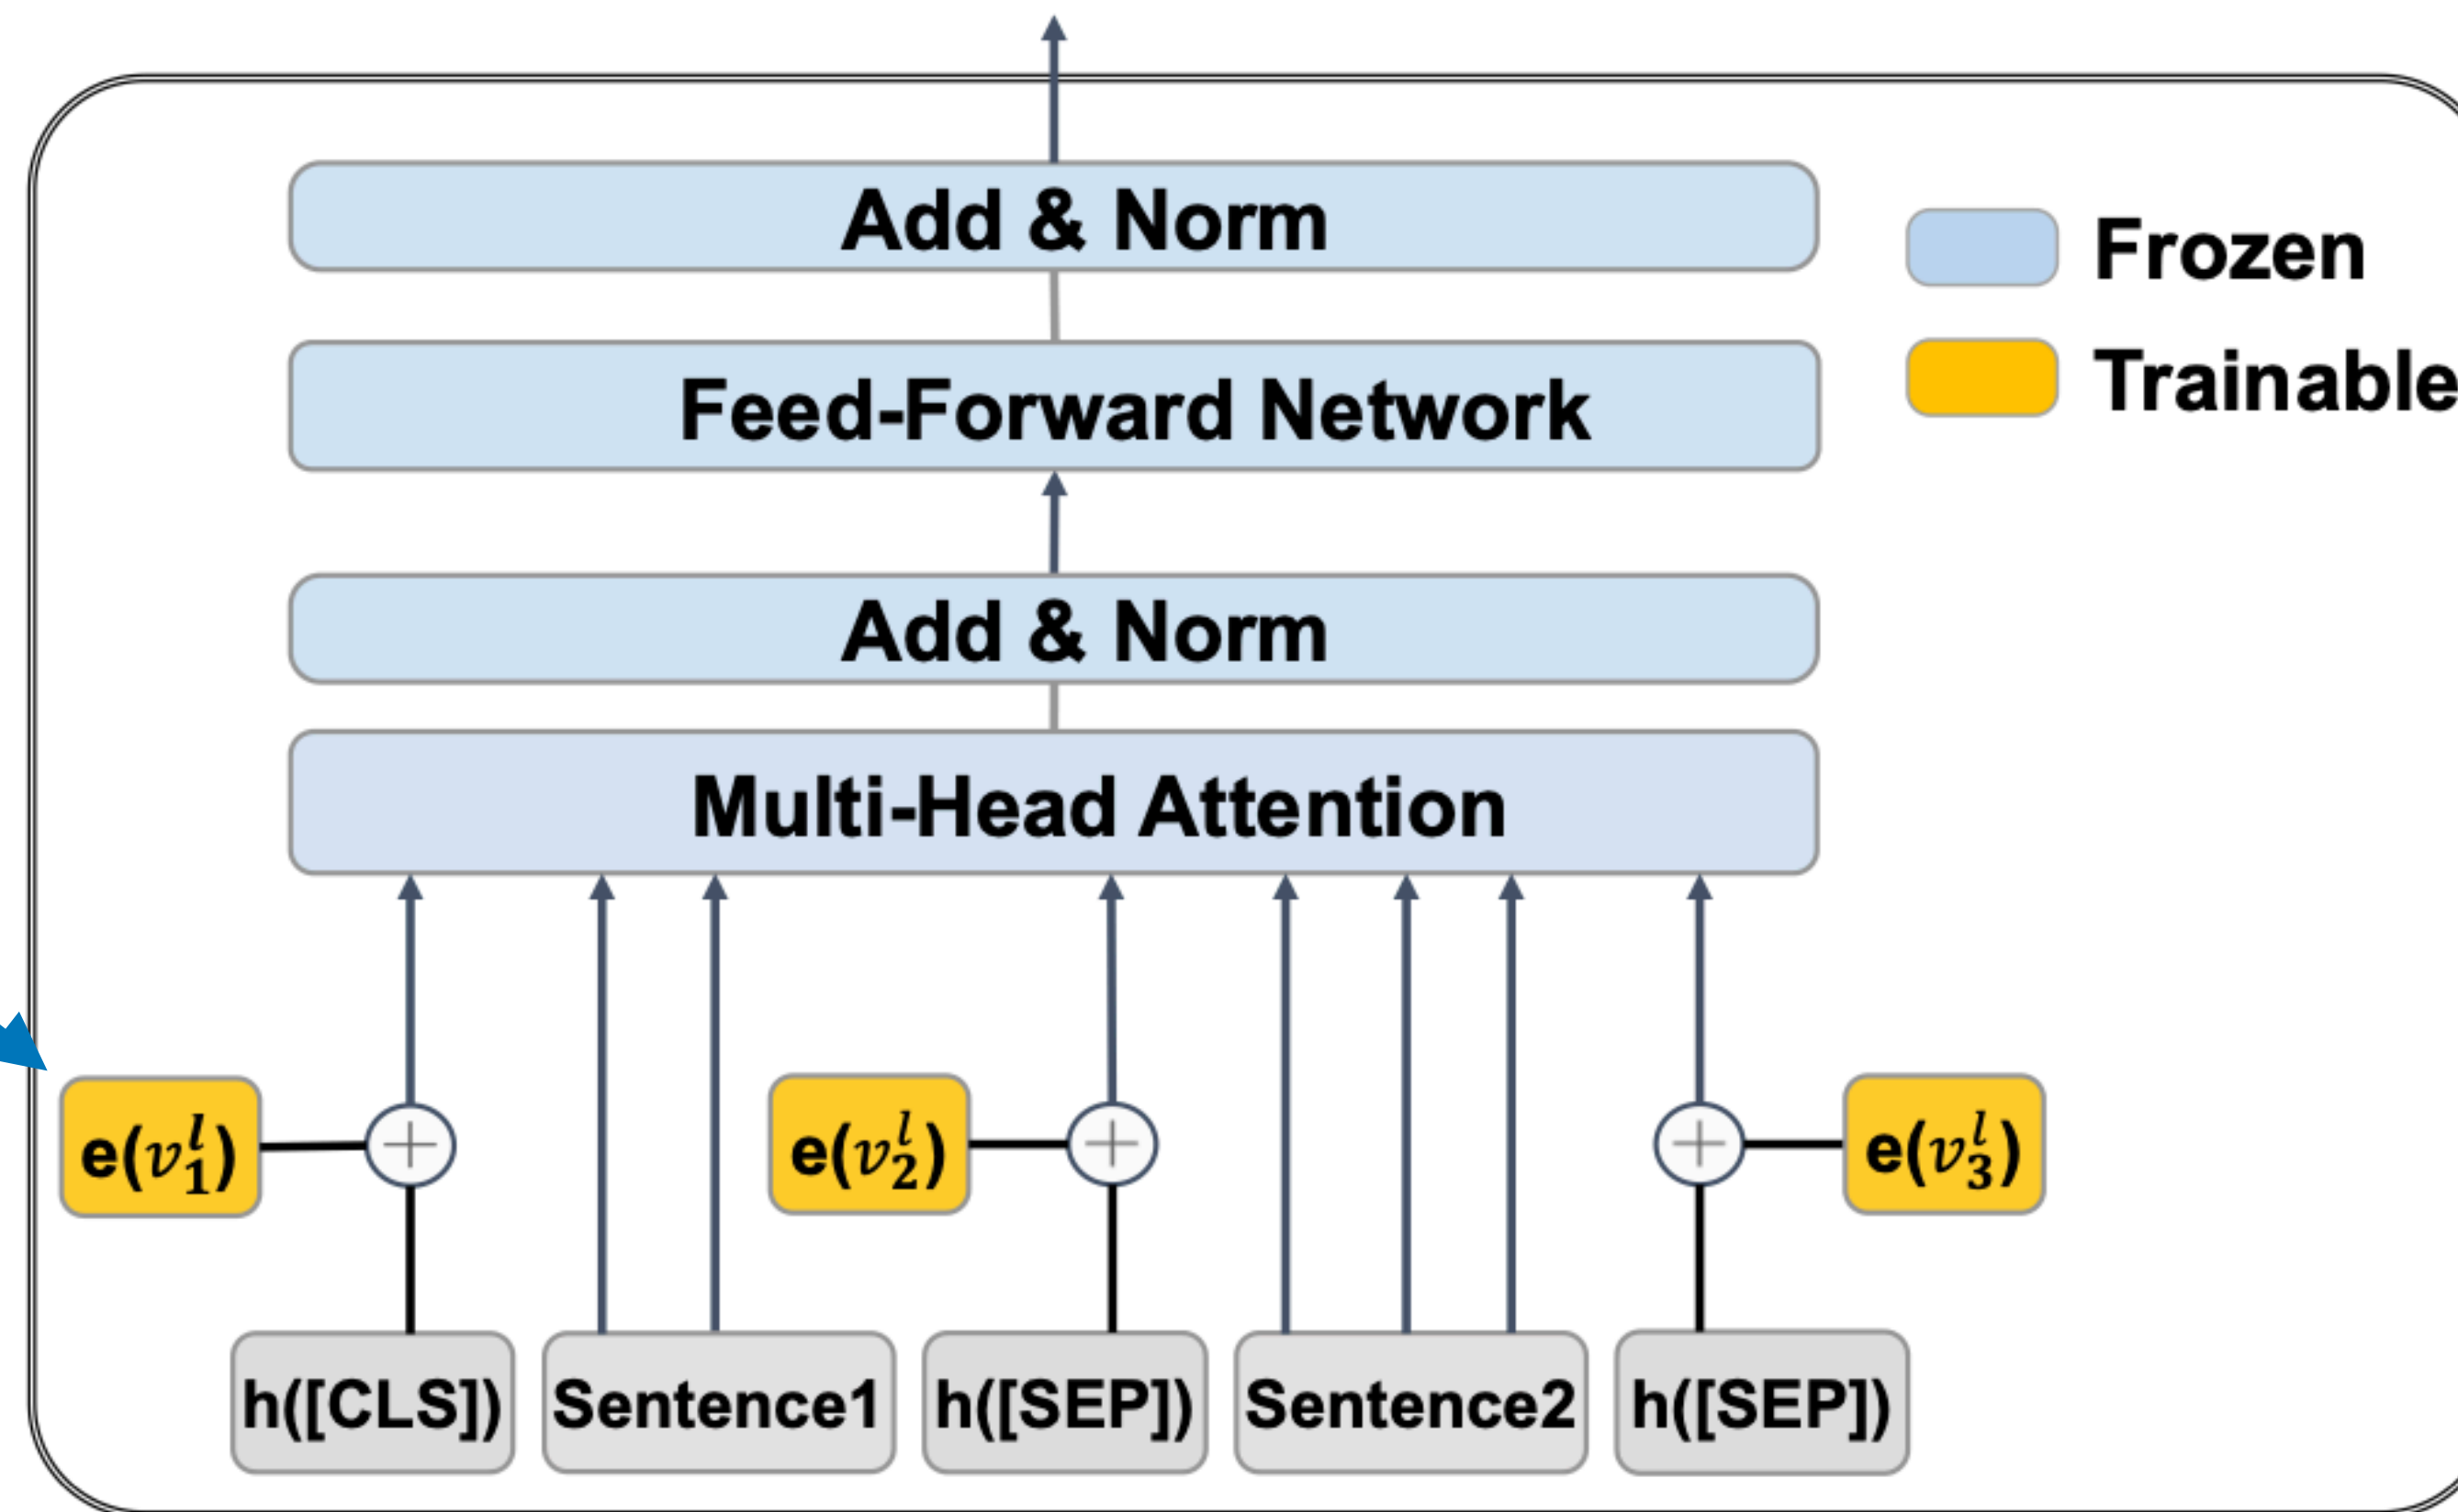 Add & Norm
Frozen
Feed-Forward Network
Trainable
Add & Norm
Multi-Head Attention
e(v₁ˡ)
e(v₂ˡ)
e(v₃ˡ)
h([CLS])
Sentence1
h([SEP])
Sentence2
h([SEP])